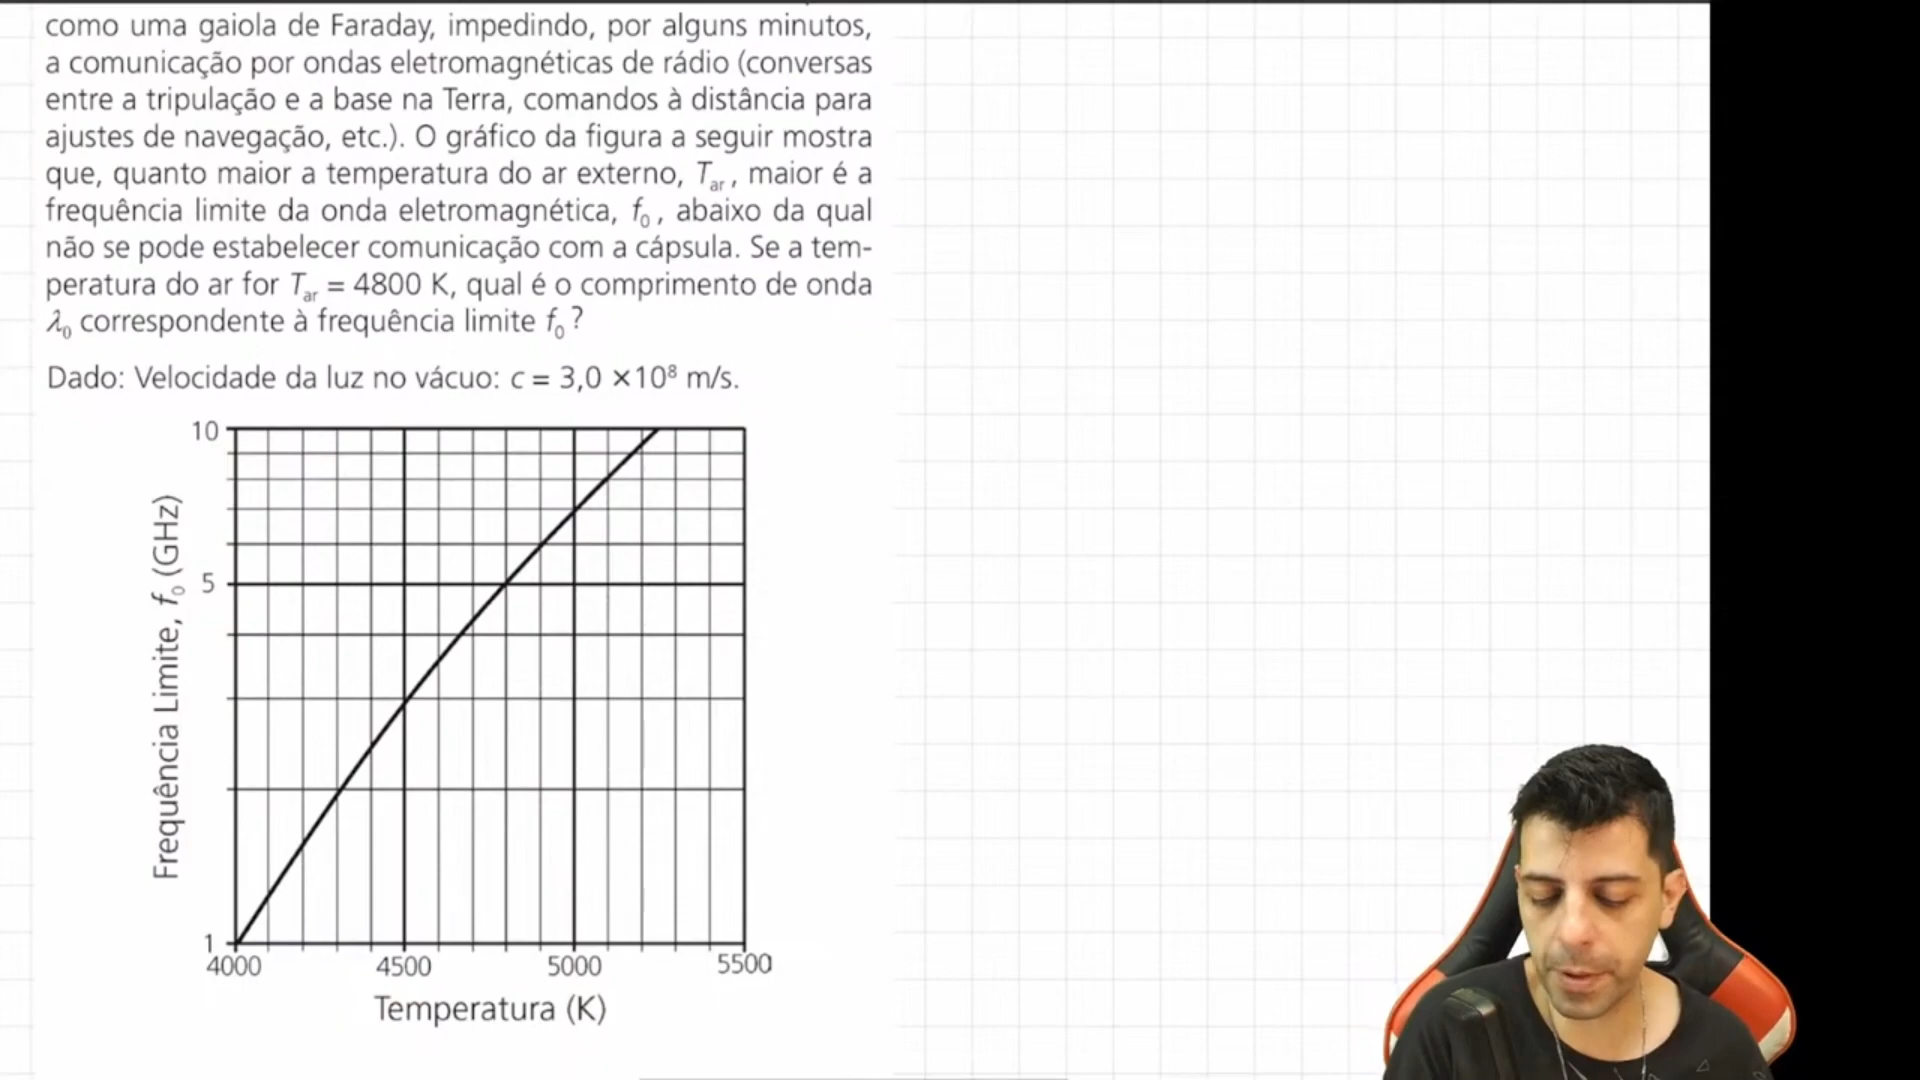 como uma gaiola de Faraday, impedindo, por alguns minutos,
a comunicação por ondas eletromagnéticas de rádio (conversas
entre a tripulação e a base na Terra, comandos à distância para
ajustes de navegação, etc.). O gráfico da figura a seguir mostra
que, quanto maior a temperatura do ar externo, Tar, maior é a
frequência limite da onda eletromagnética, f0, abaixo da qual
não se pode estabelecer comunicação com a cápsula. Se a tem-
peratura do ar for Tar = 4800 K, qual é o comprimento de onda
λ0 correspondente à frequência limite f0?
Dado: Velocidade da luz no vácuo: c = 3,0 ×10⁸ m/s.
10
5
1
Frequência Limite, f0 (GHz)
4000 4500 5000 5500
Temperatura (K)